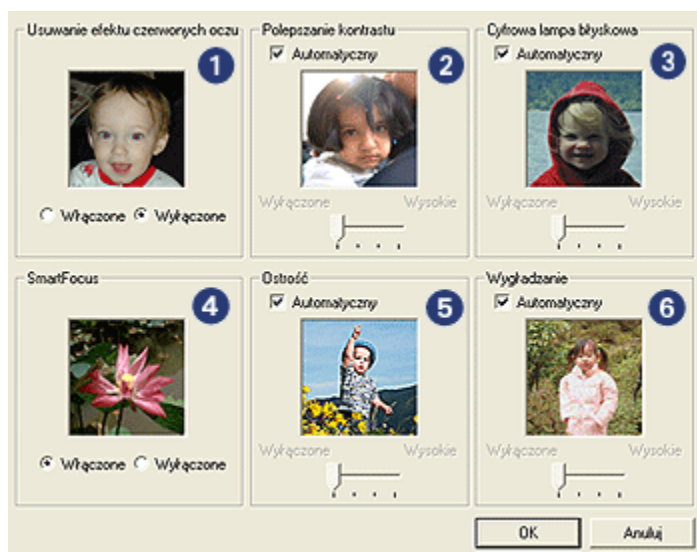 Usuwanie efektu czerwonych oczu
1
Włączone Wyłączone
Polepszanie kontrastu
Automatyczny
2
Wyłączone Wysokie
Cyfrowa lampa błyskowa
Automatyczny
3
Wyłączone Wysokie
SmartFocus
4
Włączone Wyłączone
Ostrość
Automatyczny
5
Wyłączone Wysokie
Wygładzanie
Automatyczny
6
Wyłączone Wysokie
OK Anuluj